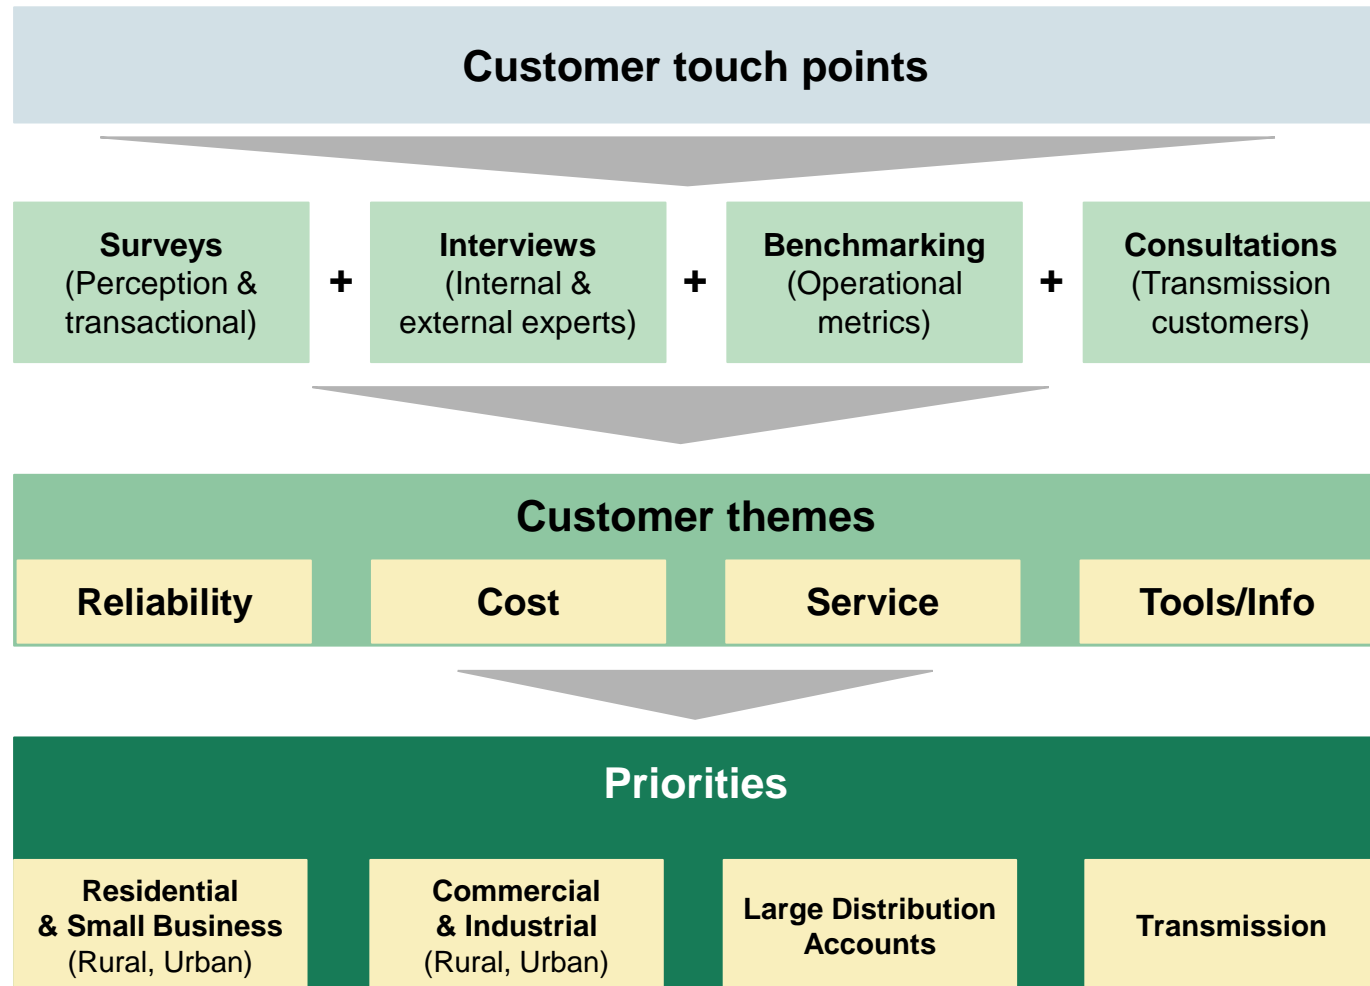 Customer touch points
Surveys
(Perception &
transactional)
+
Interviews
(Internal &
external experts)
+
Benchmarking
(Operational
metrics)
+
Consultations
(Transmission
customers)
Customer themes
Reliability
Cost
Service
Tools/Info
Priorities
Residential
& Small Business
(Rural, Urban)
Commercial
& Industrial
(Rural, Urban)
Large Distribution
Accounts
Transmission